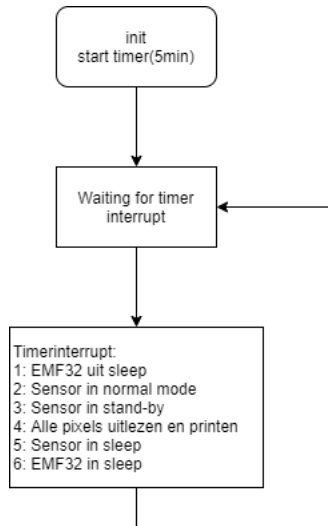 init
start timer(5min)
Waiting for timer
interrupt
Timerinterrupt:
1: EMF32 uit sleep
2: Sensor in normal mode
3: Sensor in stand-by
4: Alle pixels uitlezen en printen
5: Sensor in sleep
6: EMF32 in sleep